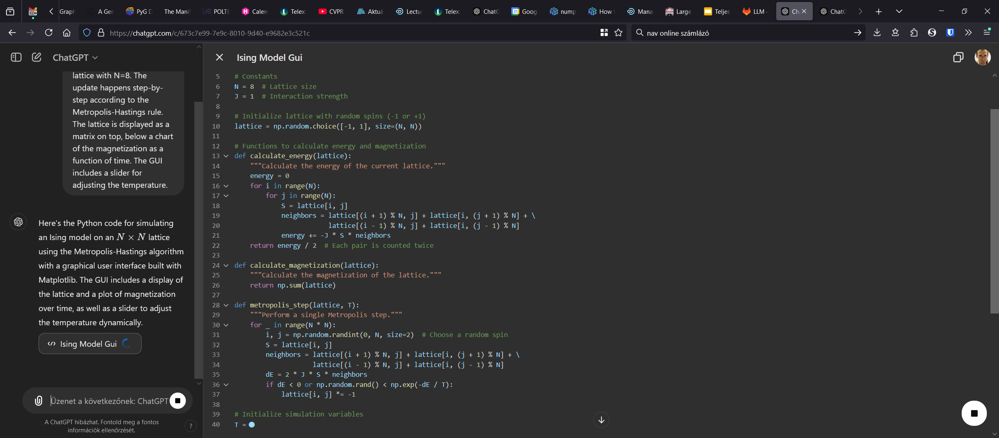 100+
Graph
A Gen
PyG D
The Manif
LAB POLTE
Calen
Telex
CVPR
Aktuá
Lectur
Telex
ChatG
31 Goog
nump
How t
Mana
Large
Teljes
LLM
Ch
ChatG
https://chatgpt.com/c/673c7e99-7e9c-8010-9d40-e9682e3c521c
nav online számlázó
ChatGPT
lattice with N=8. The
update happens step-by-
step according to the
Metropolis-Hastings rule.
The lattice is displayed as a
matrix on top, below a chart
of the magnetization as a
function of time. The GUI
includes a slider for
adjusting the temperature.
Here's the Python code for simulating
an Ising model on an N × N lattice
using the Metropolis-Hastings algorithm
with a graphical user interface built with
Matplotlib. The GUI includes a display of
the lattice and a plot of magnetization
over time, as well as a slider to adjust
the temperature dynamically.
Ising Model Gui
Üzenet a következőnek: ChatGPT
A ChatGPT hibázhat. Fontold meg a fontos
információk ellenőrzését.
?
Ising Model Gui
5 # Constants
6 N = 8  # Lattice size
7 J = 1  # Interaction strength
8
9 # Initialize lattice with random spins (-1 or +1)
10 lattice = np.random.choice([-1, 1], size=(N, N))
11
12 # Functions to calculate energy and magnetization
13 def calculate_energy(lattice):
14     """Calculate the energy of the current lattice."""
15     energy = 0
16     for i in range(N):
17         for j in range(N):
18             S = lattice[i, j]
19             neighbors = lattice[(i + 1) % N, j] + lattice[i, (j + 1) % N] + \
20                         lattice[(i - 1) % N, j] + lattice[i, (j - 1) % N]
21             energy += -J * S * neighbors
22     return energy / 2  # Each pair is counted twice
23
24 def calculate_magnetization(lattice):
25     """Calculate the magnetization of the lattice."""
26     return np.sum(lattice)
27
28 def metropolis_step(lattice, T):
29     """Perform a single Metropolis step."""
30     for _ in range(N * N):
31         i, j = np.random.randint(0, N, size=2)  # Choose a random spin
32         S = lattice[i, j]
33         neighbors = lattice[(i + 1) % N, j] + lattice[i, (j + 1) % N] + \
34                     lattice[(i - 1) % N, j] + lattice[i, (j - 1) % N]
35         dE = 2 * J * S * neighbors
36         if dE < 0 or np.random.rand() < np.exp(-dE / T):
37             lattice[i, j] *= -1
38
39 # Initialize simulation variables
40 T =